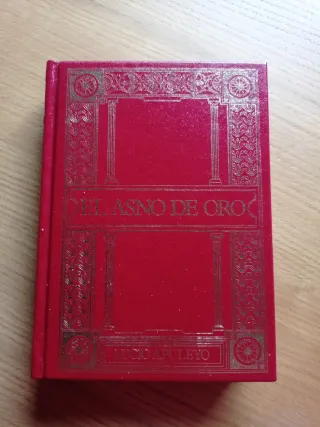 EL ASNO DE ORO
LUCIO APULEYO